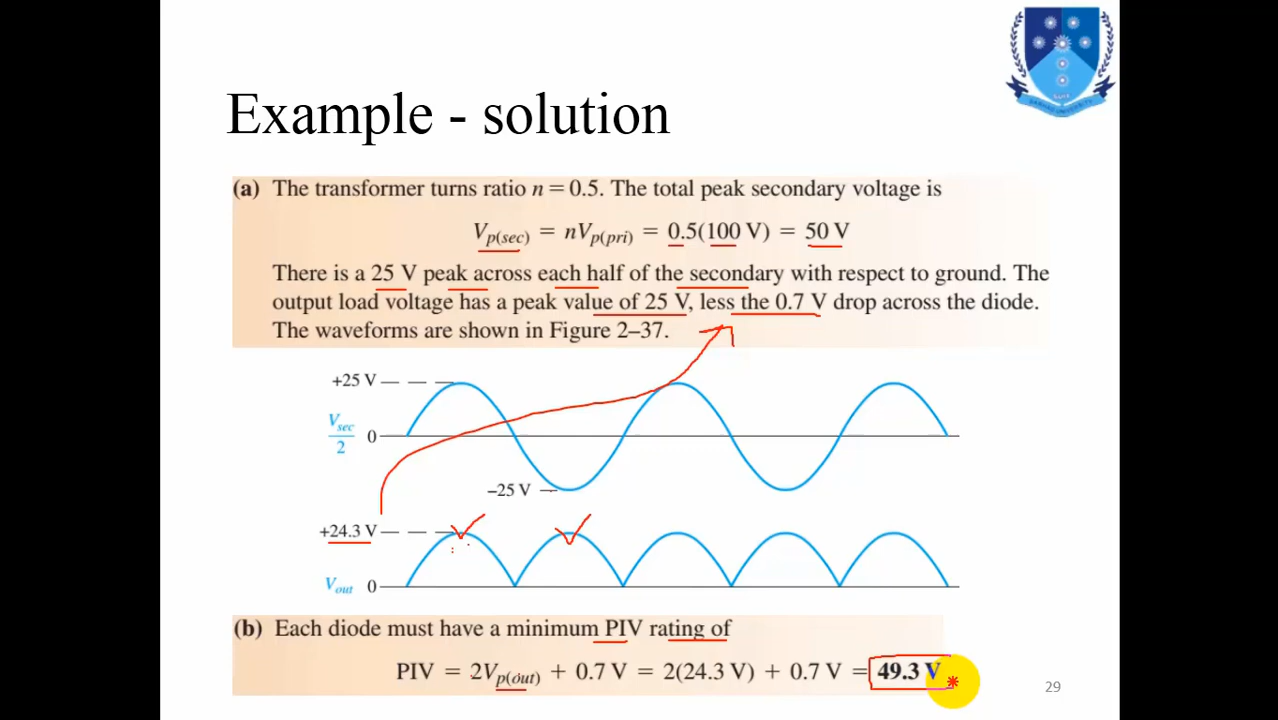 Example - solution
(a) The transformer turns ratio n = 0.5. The total peak secondary voltage is
Vp(sec) = nVp(pri) = 0.5(100 V) = 50 V
There is a 25 V peak across each half of the secondary with respect to ground. The
output load voltage has a peak value of 25 V, less the 0.7 V drop across the diode.
The waveforms are shown in Figure 2–37.
+25 V
Vsec
2
0
–25 V
+24.3 V
Vout 0
(b) Each diode must have a minimum PIV rating of
PIV = 2Vp(out) + 0.7 V = 2(24.3 V) + 0.7 V = 49.3 V
29